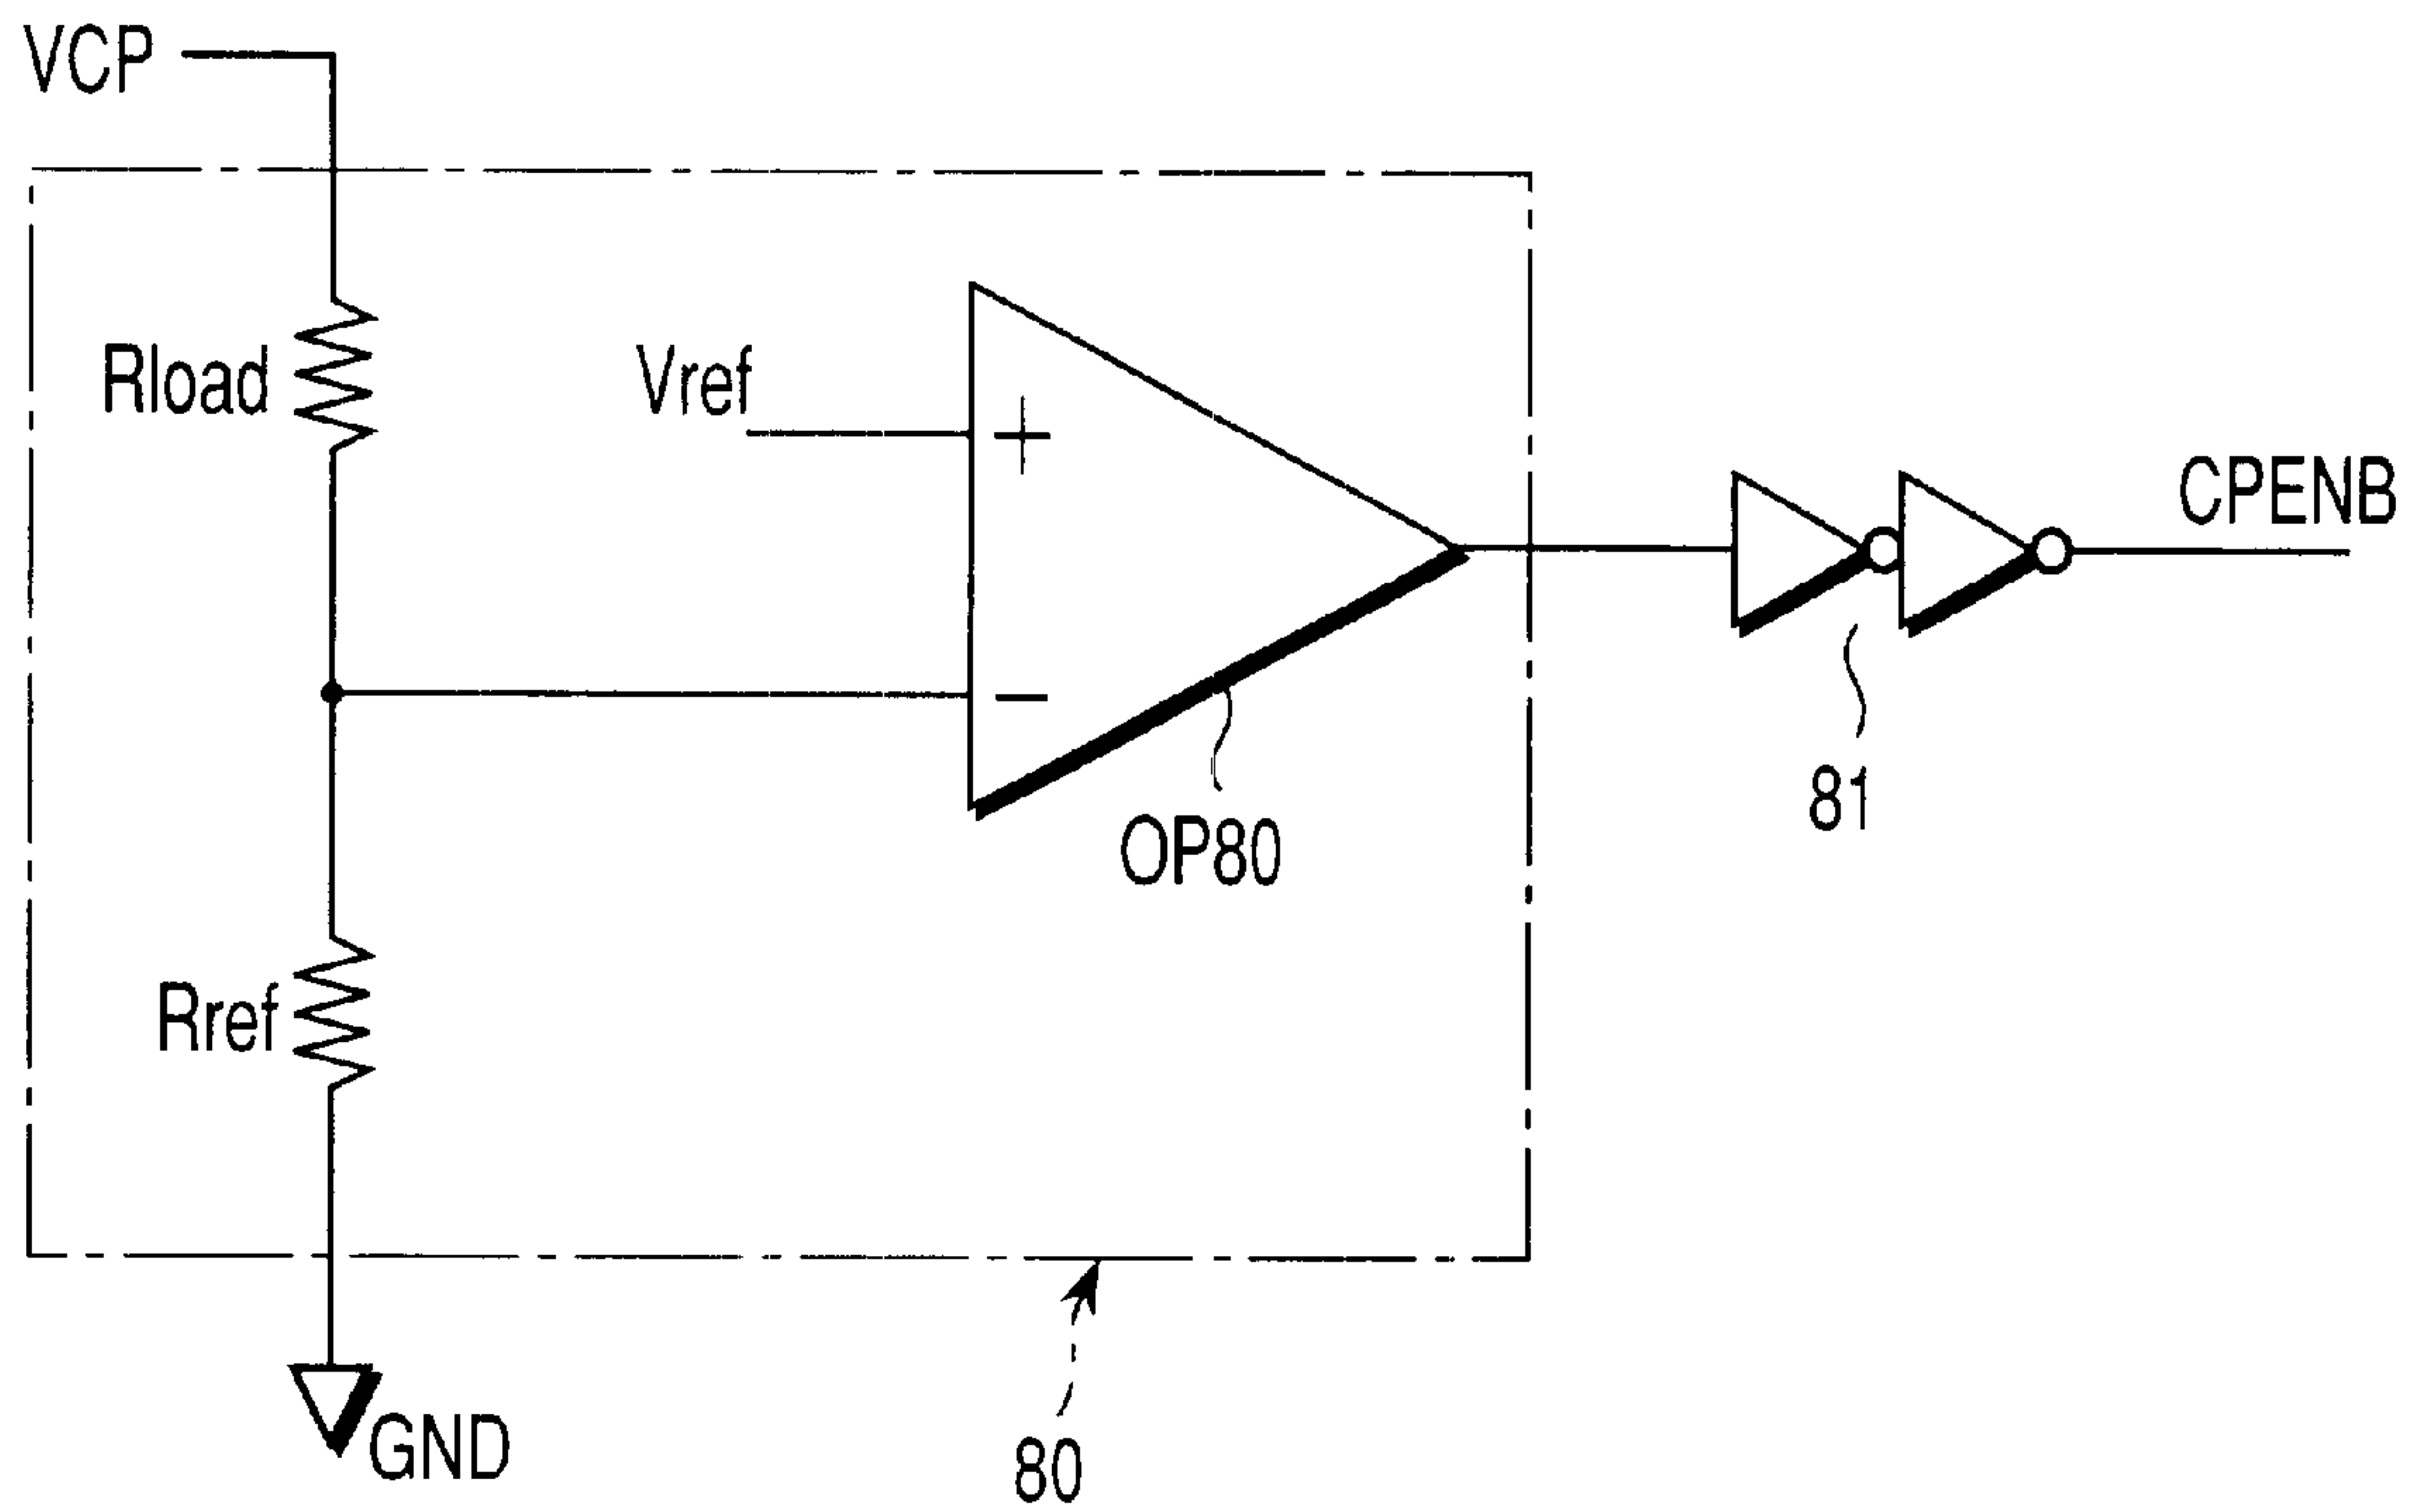 VCP
Rload
Vref
+
CPENB
−
81
OP80
Rref
GND
80